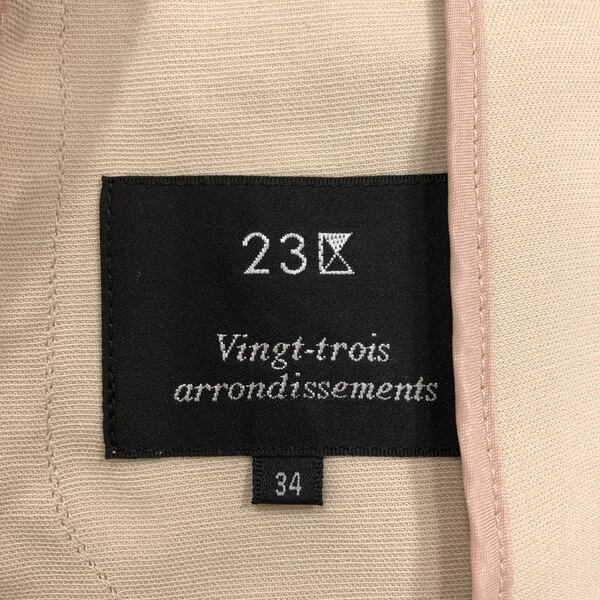 23区
Vingt-trois
arrondissements
34